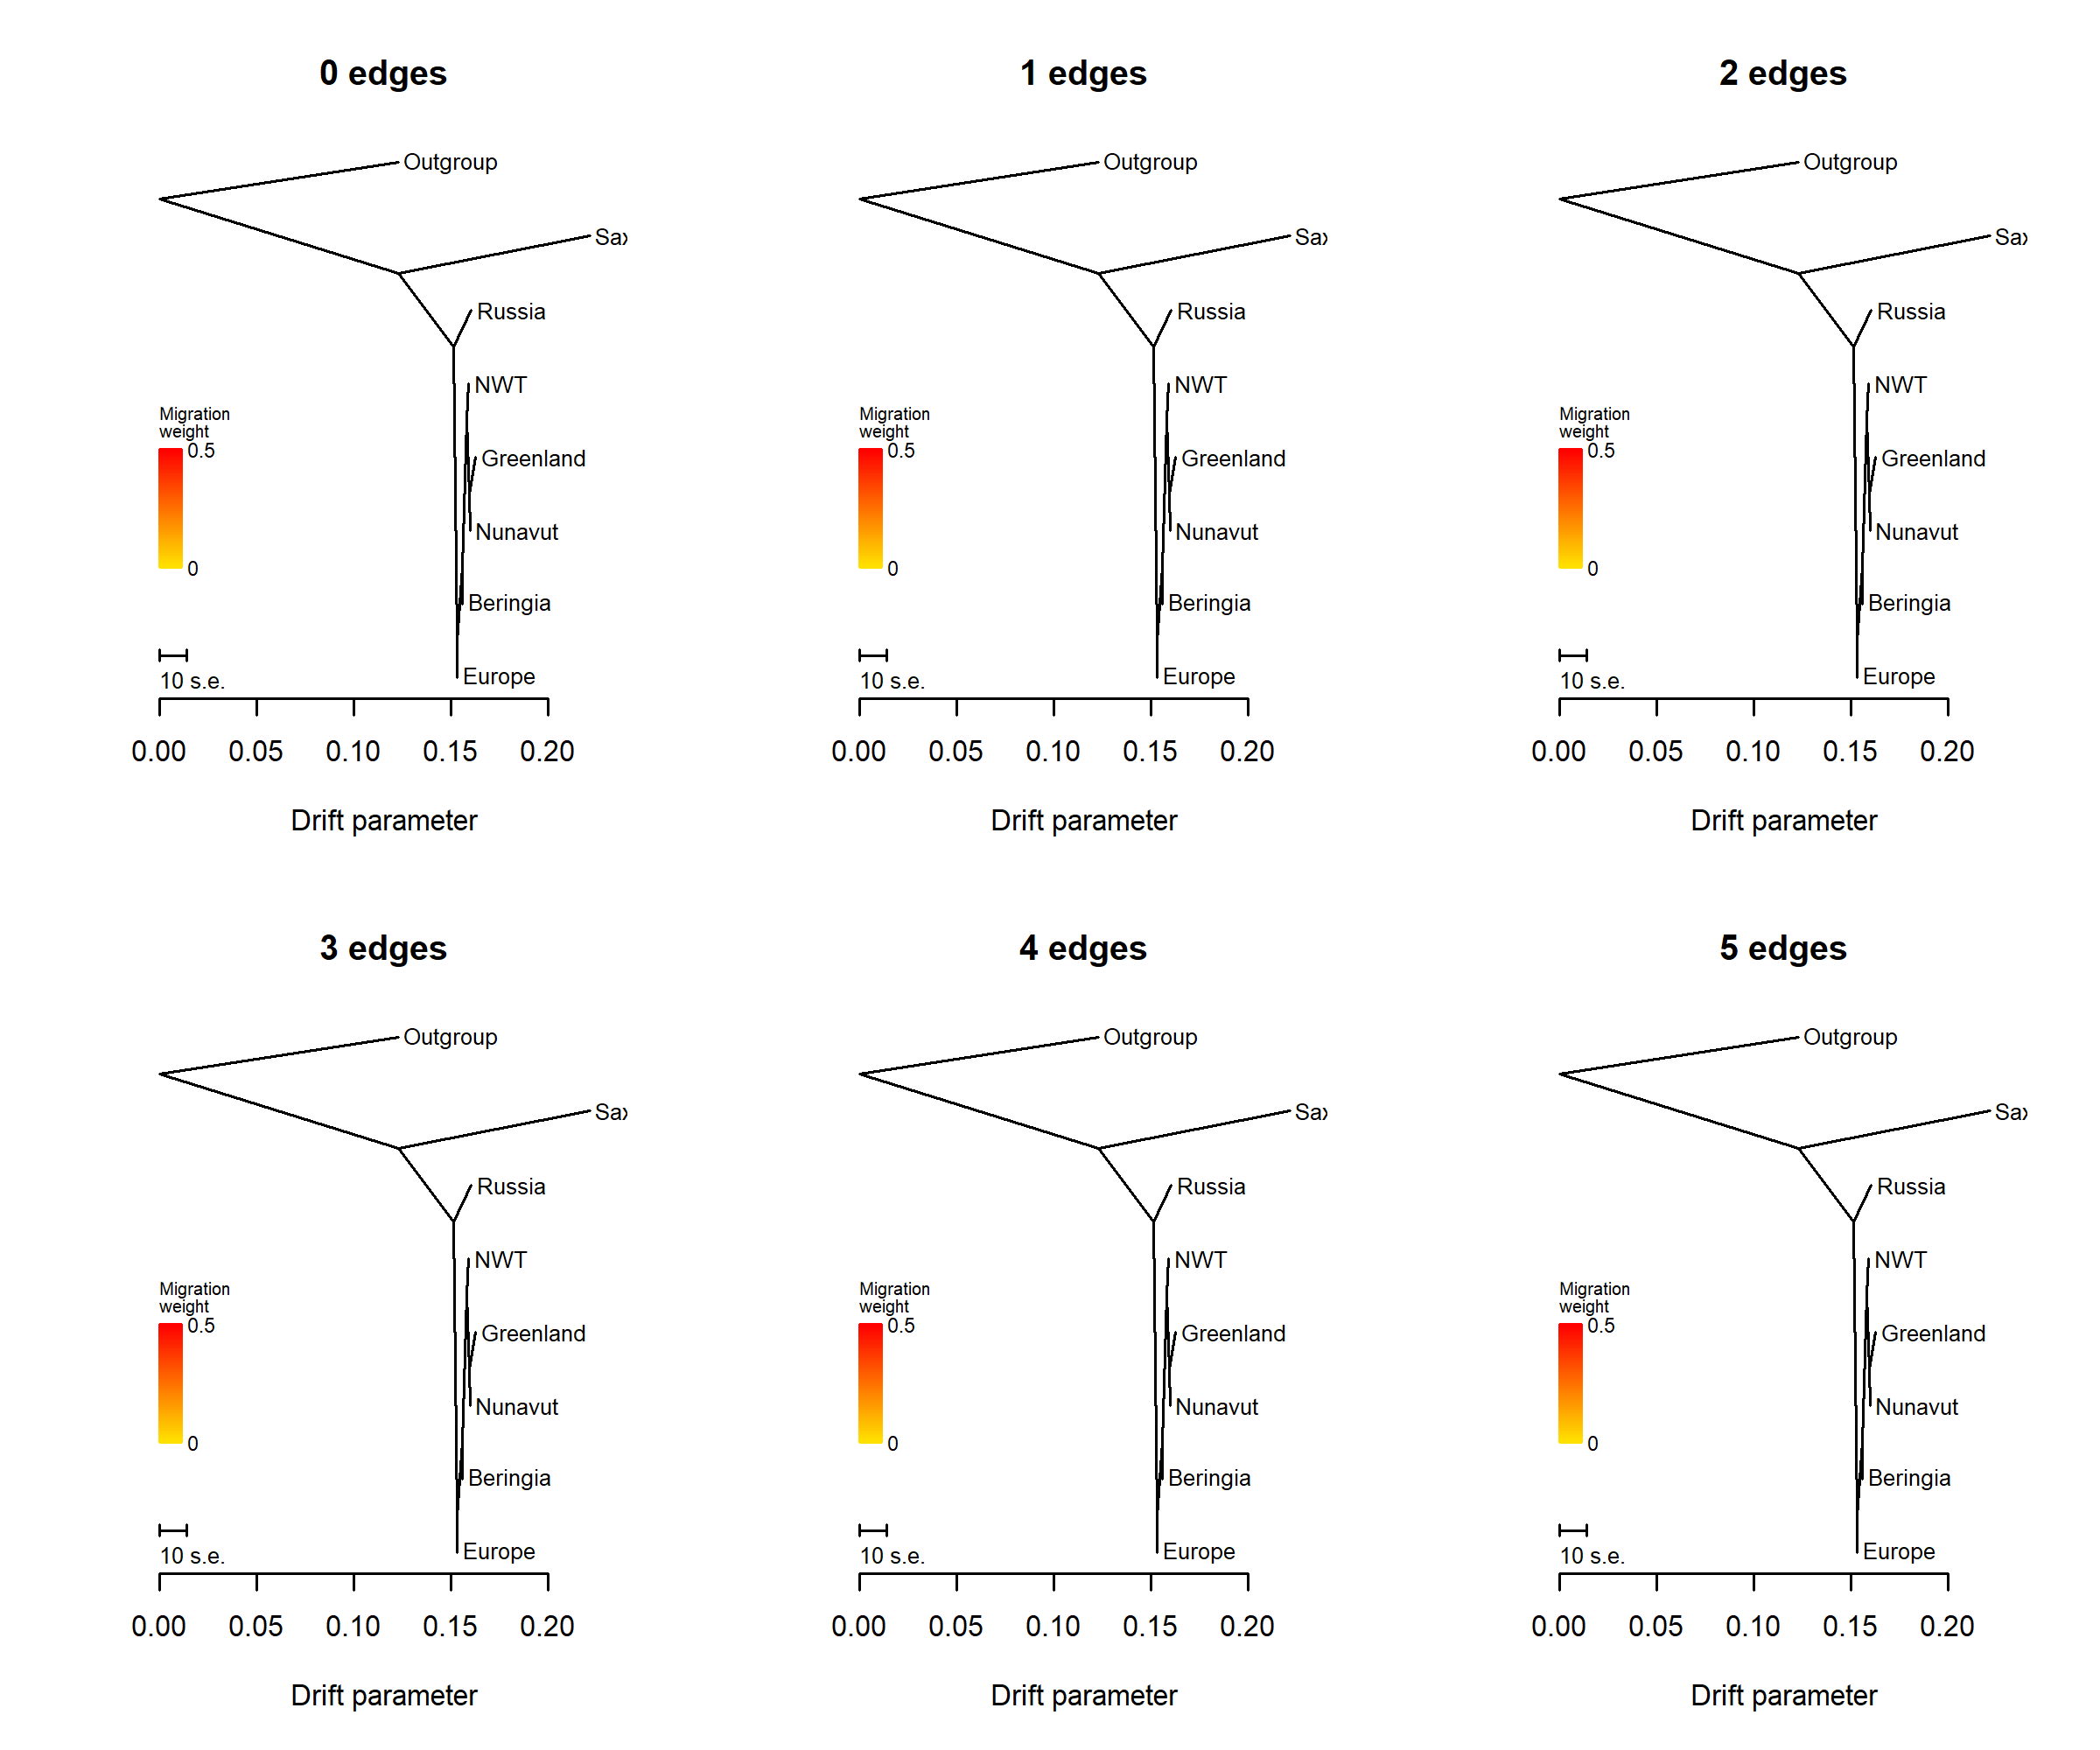 0 edges
Outgroup
Russia
NWT
Migration
weight
0.5
Greenland
Nunavut
0
Beringia
10 s.e.
Europe
0.00 0.05 0.10 0.15 0.20
Drift parameter
1 edges
Outgroup
Russia
NWT
Migration
weight
0.5
Greenland
Nunavut
0
Beringia
10 s.e.
Europe
0.00 0.05 0.10 0.15 0.20
Drift parameter
2 edges
Outgroup
Russia
NWT
Migration
weight
0.5
Greenland
Nunavut
0
Beringia
10 s.e.
Europe
0.00 0.05 0.10 0.15 0.20
Drift parameter
3 edges
Outgroup
Russia
NWT
Migration
weight
0.5
Greenland
Nunavut
0
Beringia
10 s.e.
Europe
0.00 0.05 0.10 0.15 0.20
Drift parameter
4 edges
Outgroup
Russia
NWT
Migration
weight
0.5
Greenland
Nunavut
0
Beringia
10 s.e.
Europe
0.00 0.05 0.10 0.15 0.20
Drift parameter
5 edges
Outgroup
Russia
NWT
Migration
weight
0.5
Greenland
Nunavut
0
Beringia
10 s.e.
Europe
0.00 0.05 0.10 0.15 0.20
Drift parameter